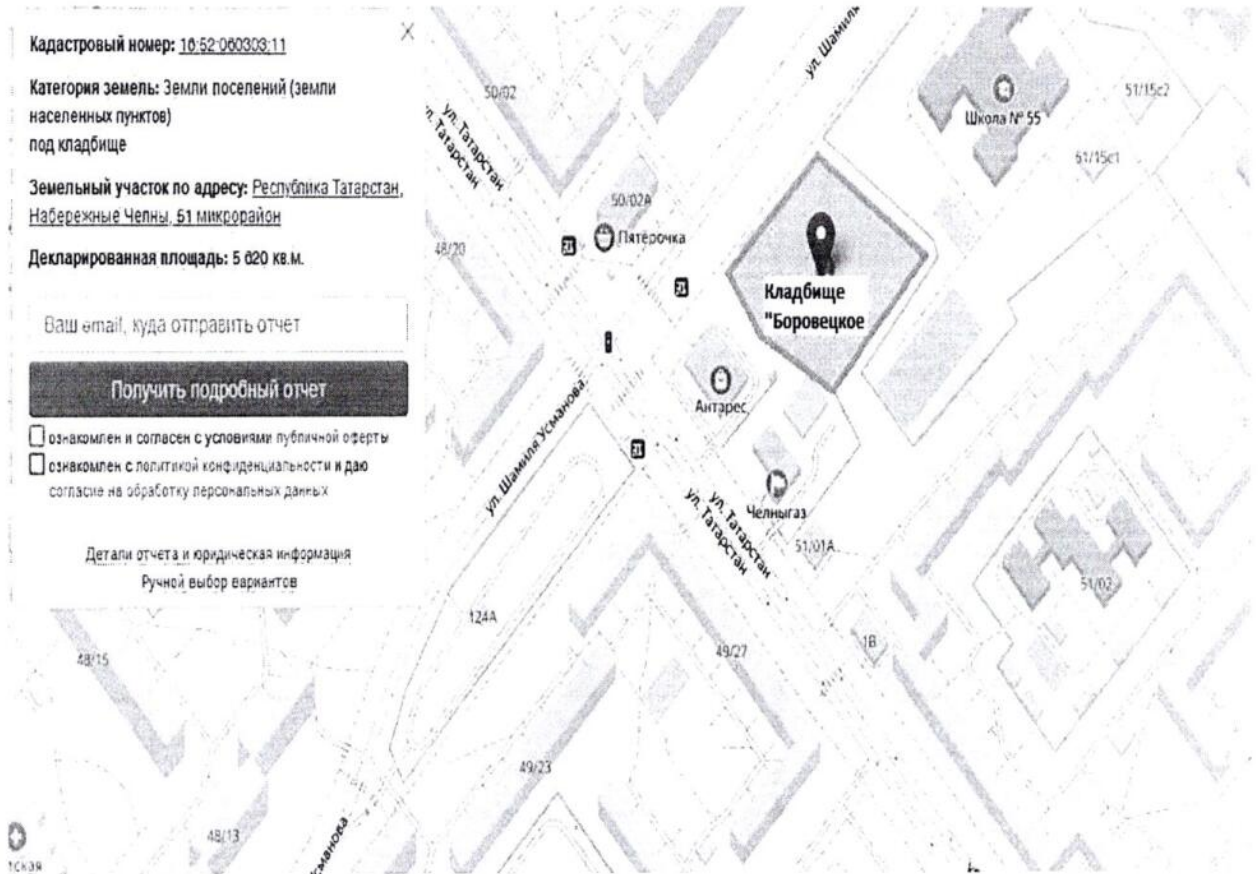 Кадастровый номер: 16:52:060303:11
Категория земель: Земли поселений (земли
населенных пунктов)
под кладбище
Земельный участок по адресу: Республика Татарстан,
Набережные Челны, 51 микрорайон
Декларированная площадь: 5 620 кв.м.
Ваш email, куда отправить отчет
Получить подробный отчет
ознакомлен и согласен с условиями публичной оферты
ознакомлен с политикой конфиденциальности и даю
согласие на обработку персональных данных
Детали отчета и юридическая информация
Ручной выбор вариантов
50/02
ул. Татарстан
ул. Татарстан
ул. Шамиля
Школа № 55
51/15с2
51/15с1
50/02А
Пятёрочка
48/20
Кладбище
"Боровецкое
Антарес
ул. Шамиля Усманова
Челныгаз
ул. Татарстан
ул. Татарстан
51/01А
51/02
124А
49/27
1В
48/15
49/23
48/13
Усманова
тская